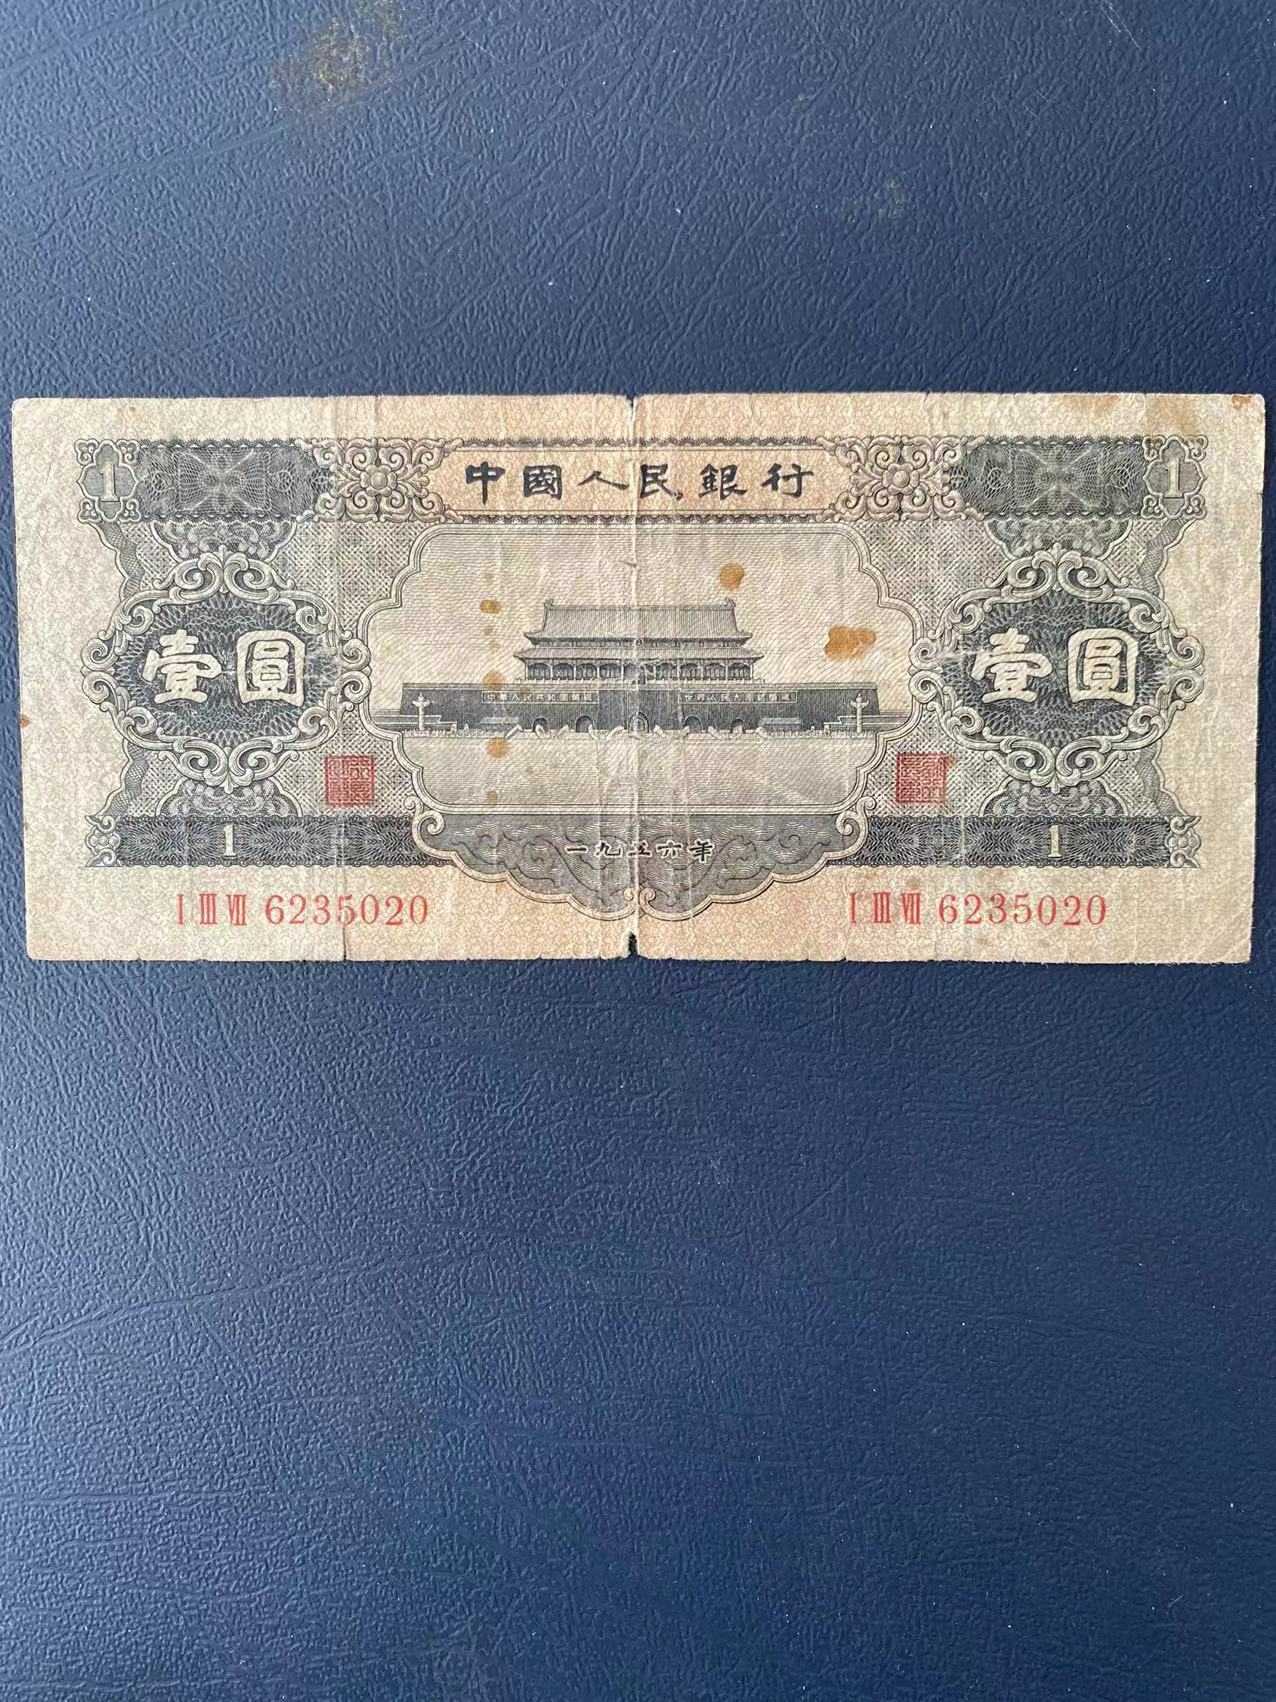 1 中國人民銀行 1
壹圓 壹圓
1 一九五六年 1
I III VII 6235020 I III VII 6235020